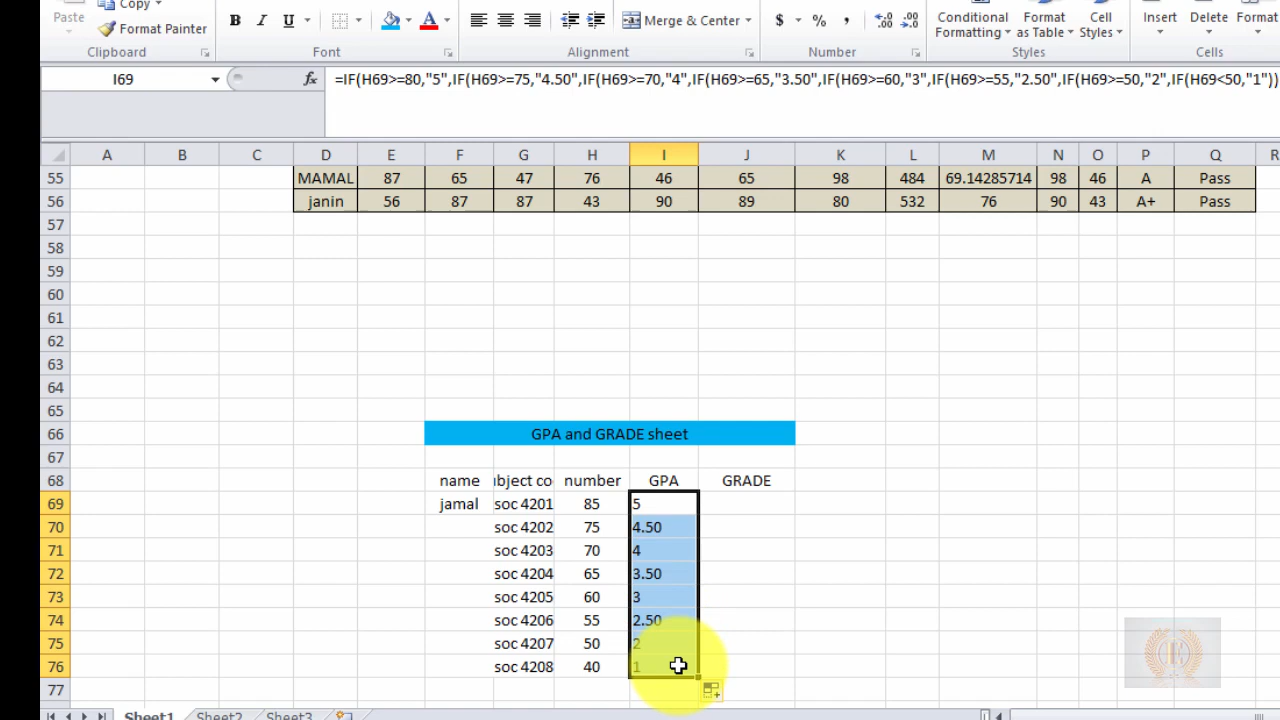 Copy
Paste
Format Painter
B I U A
Merge & Center
$ % ,
Conditional Formatting
Format as Table
Cell Styles
Insert Delete Format
Clipboard Font Alignment Number Styles Cells
I69 fx =IF(H69>=80,"5",IF(H69>=75,"4.50",IF(H69>=70,"4",IF(H69>=65,"3.50",IF(H69>=60,"3",IF(H69>=55,"2.50",IF(H69>=50,"2",IF(H69<50,"1"))
A B C D E F G H I J K L M N O P Q R
55 MAMAL 87 65 47 76 46 65 98 484 69.14285714 98 46 A Pass
56 janin 56 87 87 43 90 89 80 532 76 90 43 A+ Pass
57
58
59
60
61
62
63
64
65
66 GPA and GRADE sheet
67
68 name ubject co number GPA GRADE
69 jamal soc 4201 85 5
70 soc 4202 75 4.50
71 soc 4203 70 4
72 soc 4204 65 3.50
73 soc 4205 60 3
74 soc 4206 55 2.50
75 soc 4207 50 2
76 soc 4208 40 1
77
Sheet1 Sheet2 Sheet3